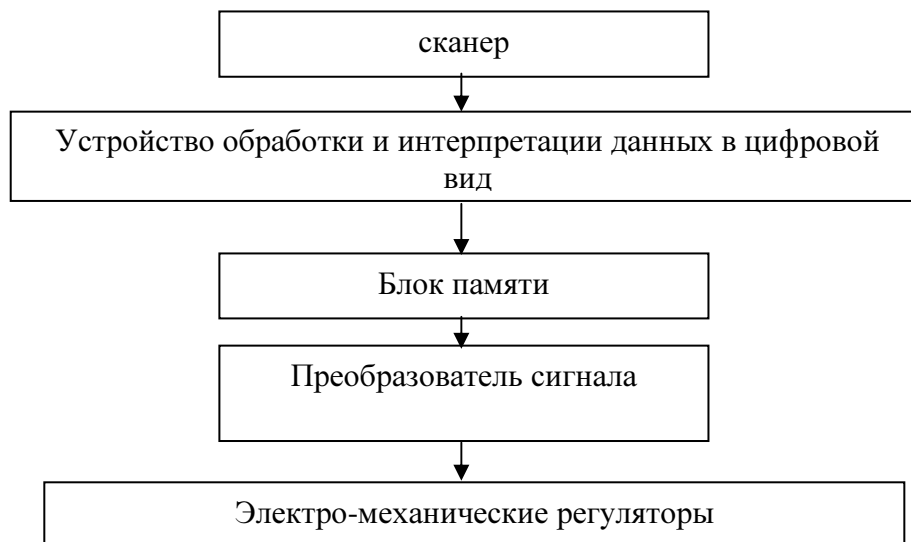 сканер
Устройство обработки и интерпретации данных в цифровой
вид
Блок памяти
Преобразователь сигнала
Электро-механические регуляторы